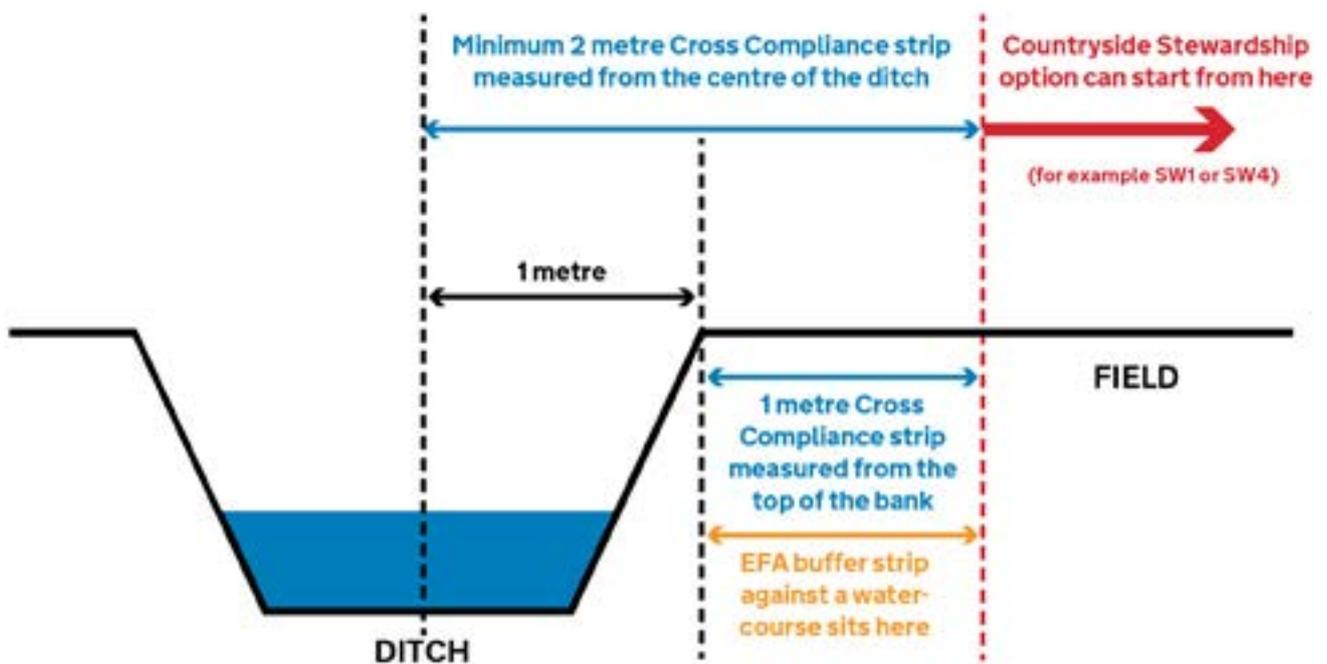 Minimum 2 metre Cross Compliance strip
measured from the centre of the ditch
Countryside Stewardship
option can start from here
(for example SW1 or SW4)
1 metre
FIELD
1 metre Cross
Compliance strip
measured from the
top of the bank
EFA buffer strip
against a water-
course sits here
DITCH